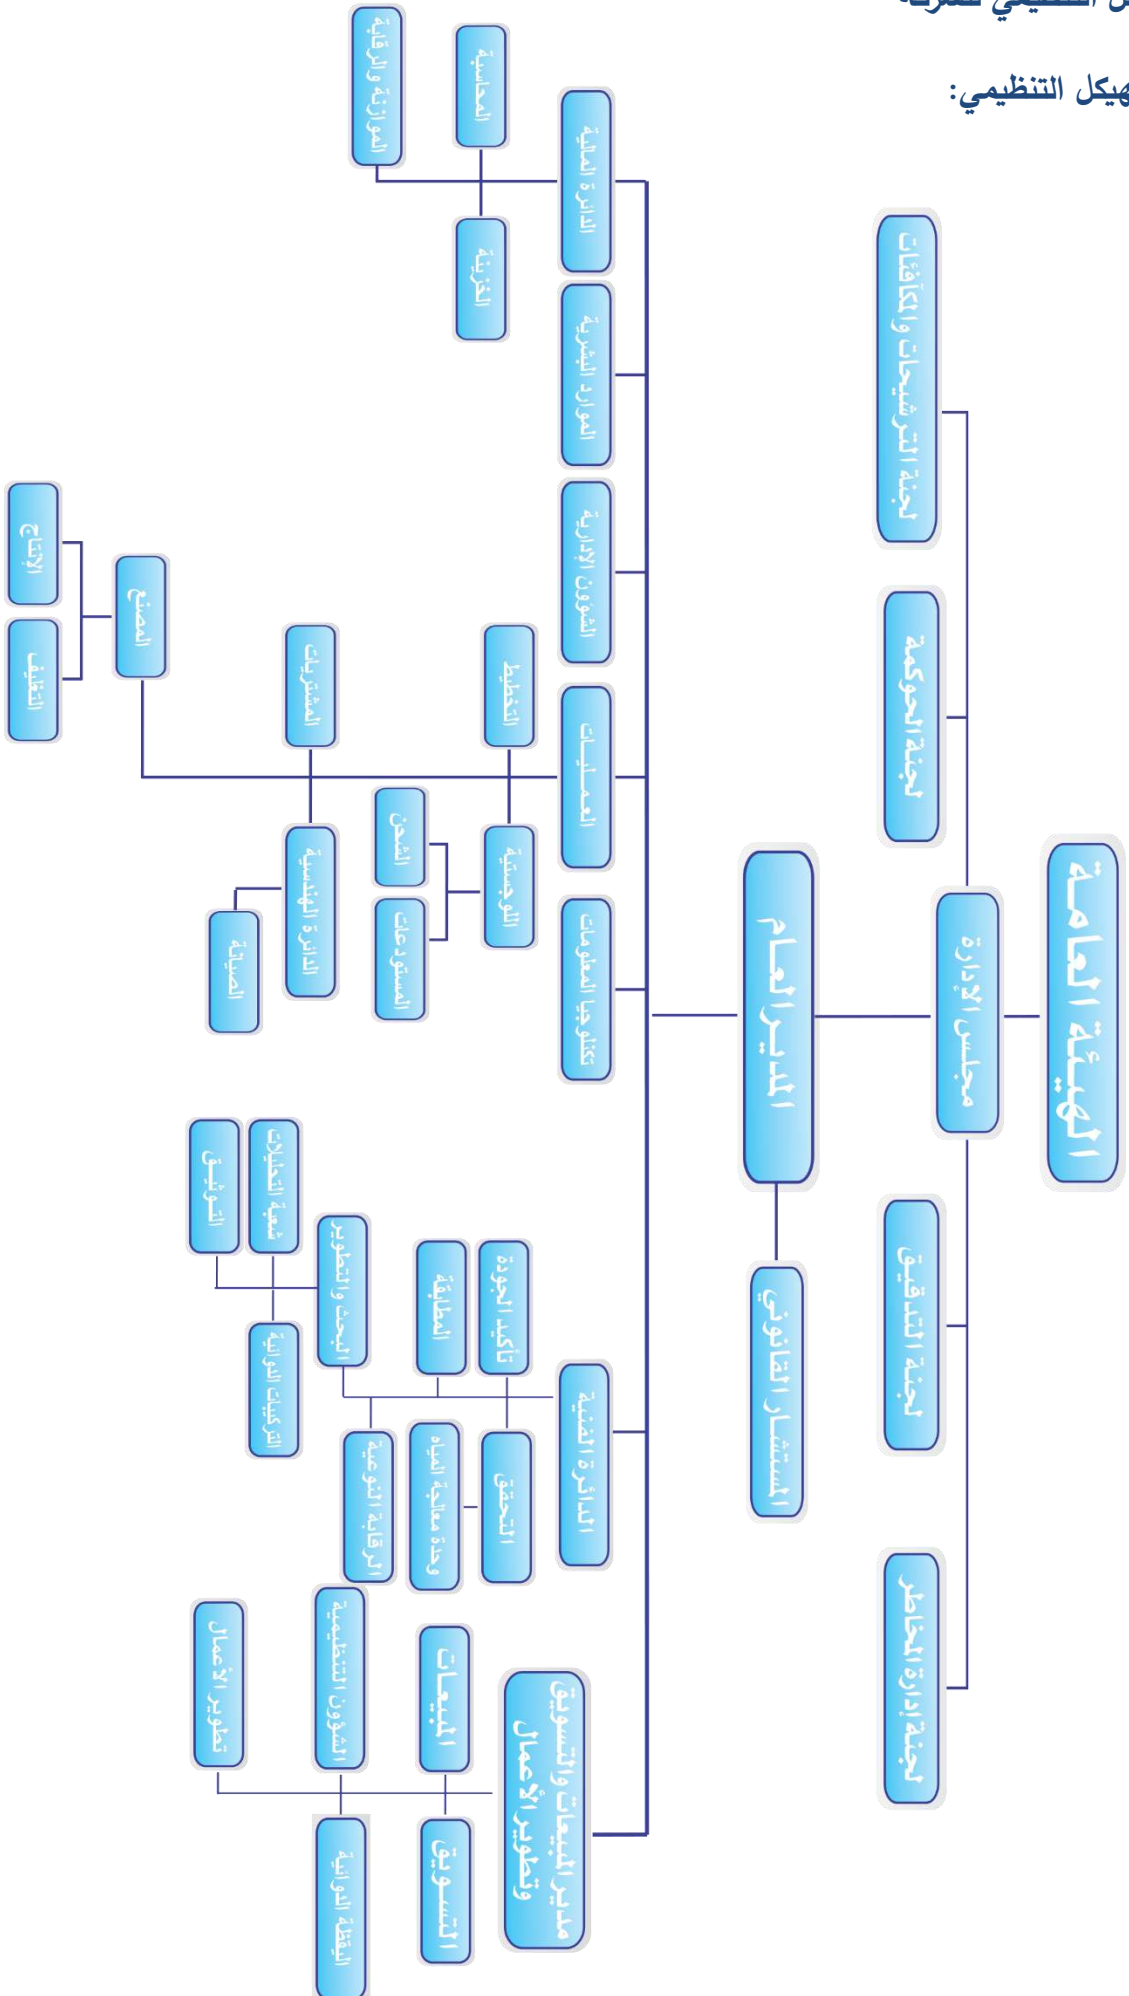 التنظيمي
التنظيمي:
الهيئة العامة
مجلس الإدارة
لجنة الترشيحات والمكافئات
لجنة الحوكمة
لجنة التدقيق
لجنة إدارة المخاطر
المدير العام
المستشار القانوني
الدائرة المالية
الموارد البشرية
الشؤون الإدارية
العمليات
تكنلوجيا المعلومات
الدائرة الفنية
مدير المبيعات والتسويق
وتطوير الأعمال
المحاسبة
الخزينة
الموازنة والرقابة
التخطيط
اللوجستية
الشحن
المستودعات
المشتريات
الدائرة الهندسية
الصيانة
المصنع
الإنتاج
التغليف
تأكيد الجودة
التحقق
وحدة معالجة المياه
المطابقة
الرقابة النوعية
البحث والتطوير
شعبة التحليلات
التركيبات الدوائية
التوثيق
المبيعات
التسويق
الشؤون التنظيمية
اليقظة الدوائية
تطوير الأعمال